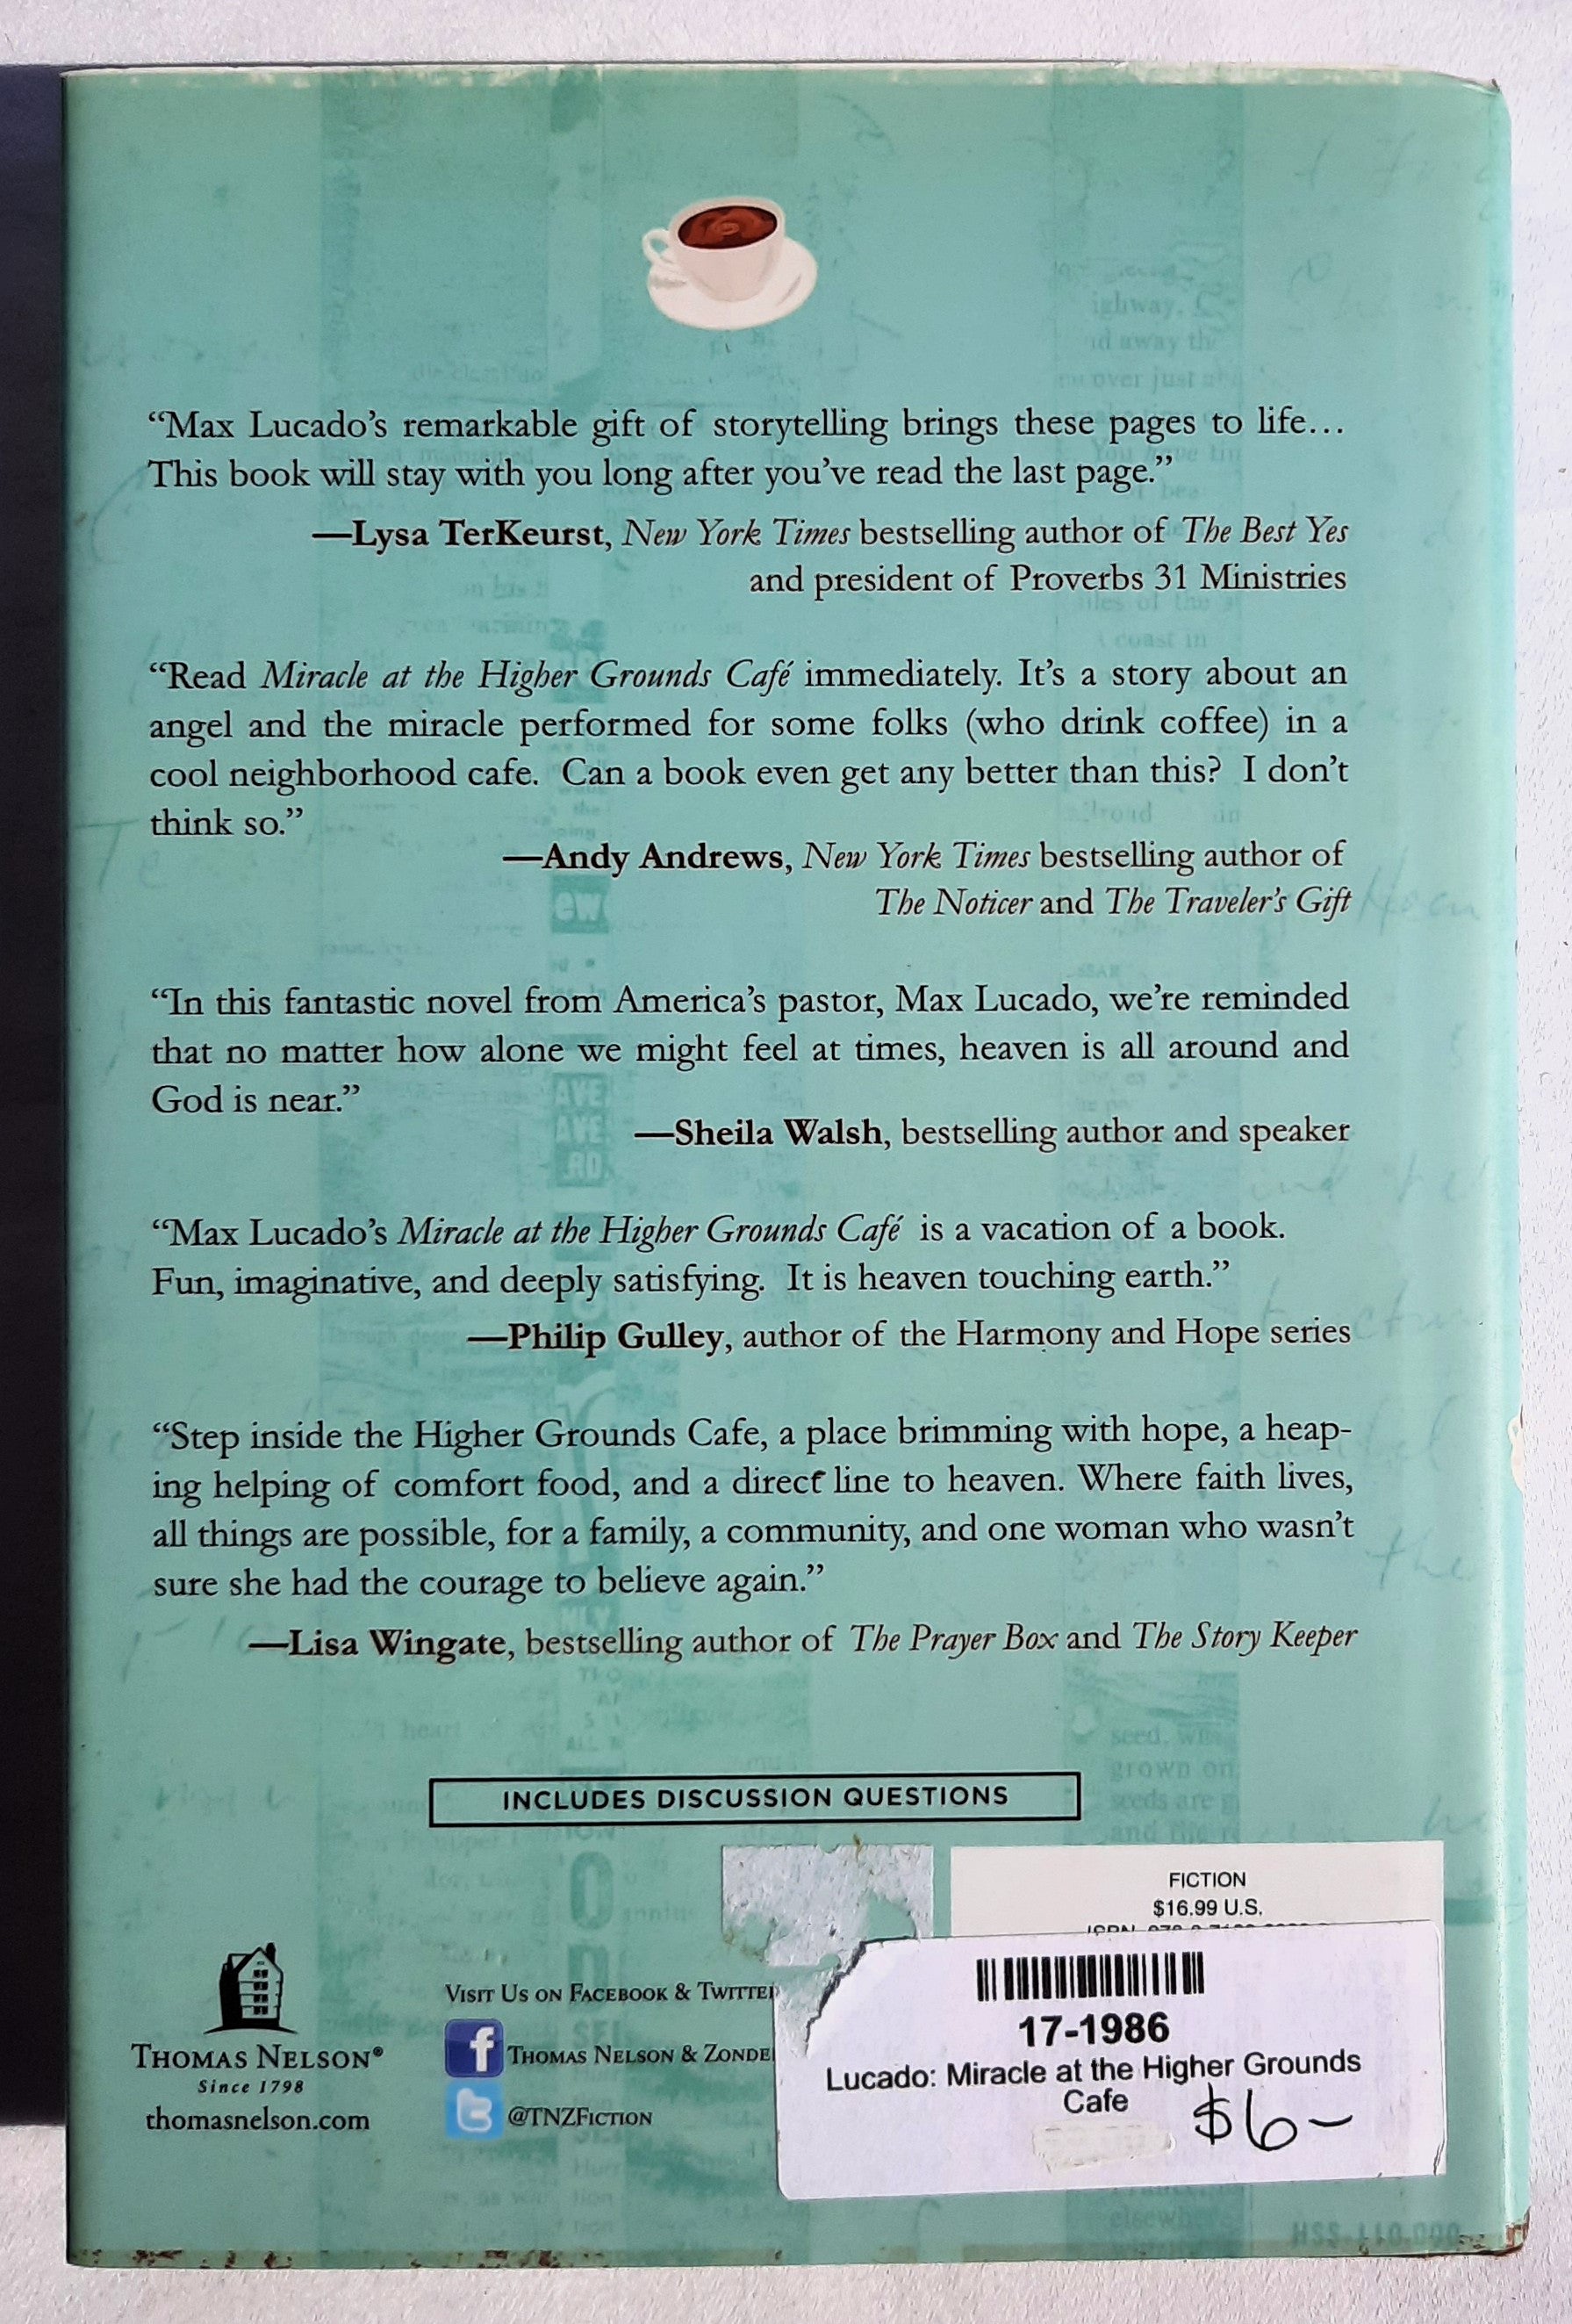 “Max Lucado’s remarkable gift of storytelling brings these pages to life...
This book will stay with you long after you’ve read the last page.”
—Lysa TerKeurst, New York Times bestselling author of The Best Yes
and president of Proverbs 31 Ministries
“Read Miracle at the Higher Grounds Café immediately. It’s a story about an
angel and the miracle performed for some folks (who drink coffee) in a
cool neighborhood cafe. Can a book even get any better than this? I don’t
think so.”
—Andy Andrews, New York Times bestselling author of
The Noticer and The Traveler’s Gift
“In this fantastic novel from America’s pastor, Max Lucado, we’re reminded
that no matter how alone we might feel at times, heaven is all around and
God is near.”
—Sheila Walsh, bestselling author and speaker
“Max Lucado’s Miracle at the Higher Grounds Café is a vacation of a book.
Fun, imaginative, and deeply satisfying. It is heaven touching earth.”
—Philip Gulley, author of the Harmony and Hope series
“Step inside the Higher Grounds Cafe, a place brimming with hope, a heap-
ing helping of comfort food, and a direct line to heaven. Where faith lives,
all things are possible, for a family, a community, and one woman who wasn’t
sure she had the courage to believe again.”
—Lisa Wingate, bestselling author of The Prayer Box and The Story Keeper
INCLUDES DISCUSSION QUESTIONS
FICTION
$16.99 U.S.
THOMAS NELSON®
Since 1798
thomasnelson.com
VISIT US ON FACEBOOK & TWITTER
f THOMAS NELSON & ZONDE
@TNZFICTION
17-1986
Lucado: Miracle at the Higher Grounds
Cafe
$6-